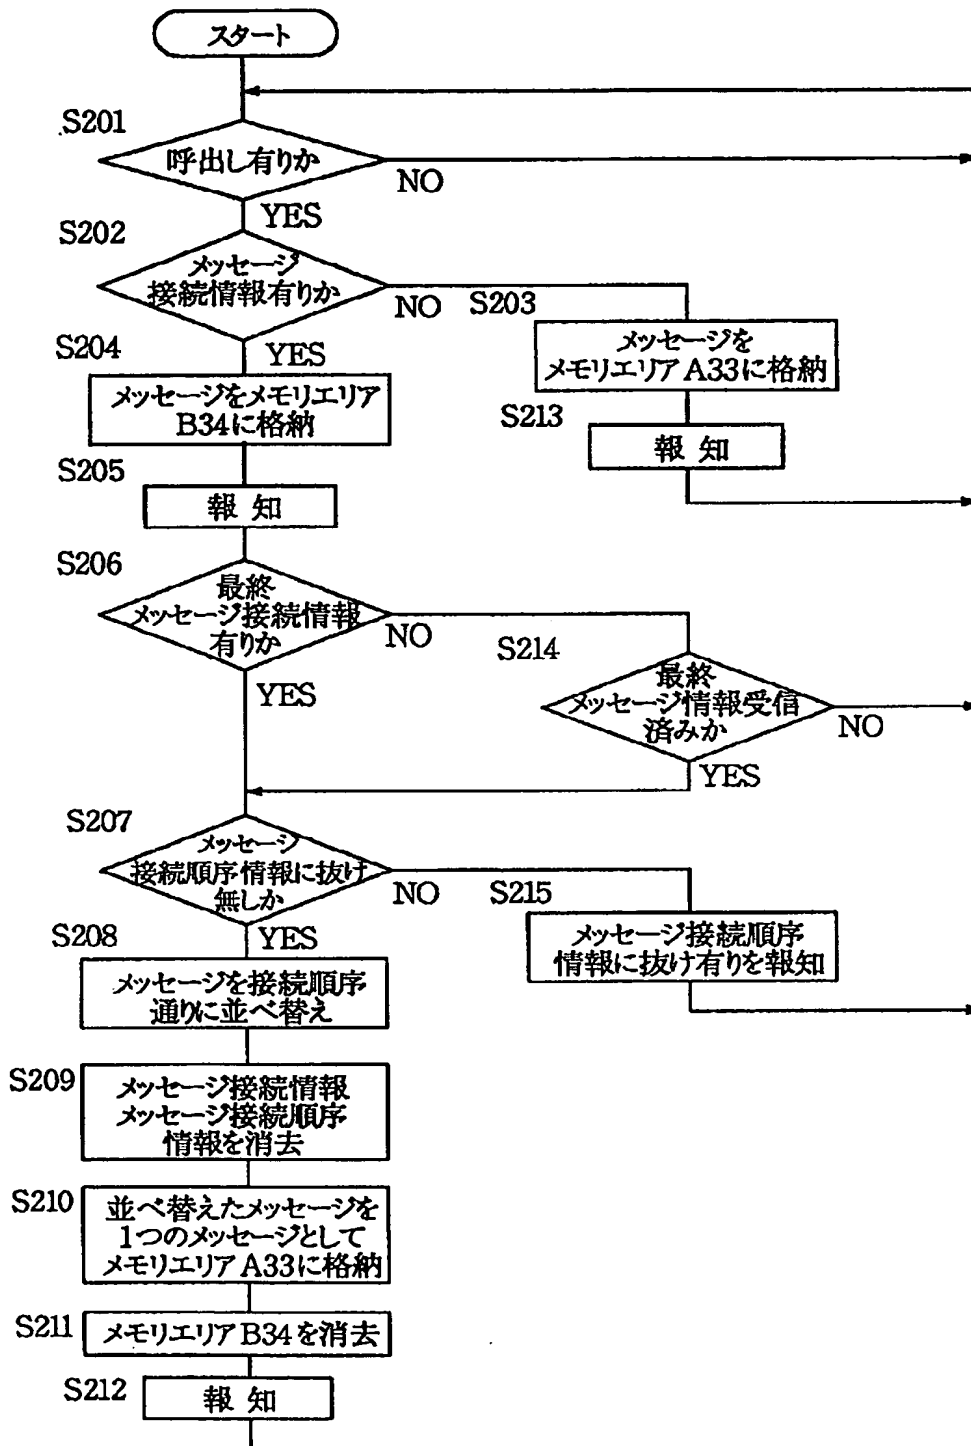 スタート
S201
呼出し有りか
NO
YES
S202
メッセージ
接続情報有りか
NO
YES
S203
メッセージを
メモリエリアA33に格納
S204
メッセージをメモリエリア
B34に格納
S213
報知
S205
報知
S206
最終
メッセージ接続情報
有りか
NO
YES
S214
最終
メッセージ情報受信
済みか
NO
YES
S207
メッセージ
接続順序情報に抜け
無しか
NO
YES
S215
メッセージ接続順序
情報に抜け有りを報知
S208
メッセージを接続順序
通りに並べ替え
S209
メッセージ接続情報
メッセージ接続順序
情報を消去
S210
並べ替えたメッセージを
1つのメッセージとして
メモリエリアA33に格納
S211
メモリエリアB34を消去
S212
報知